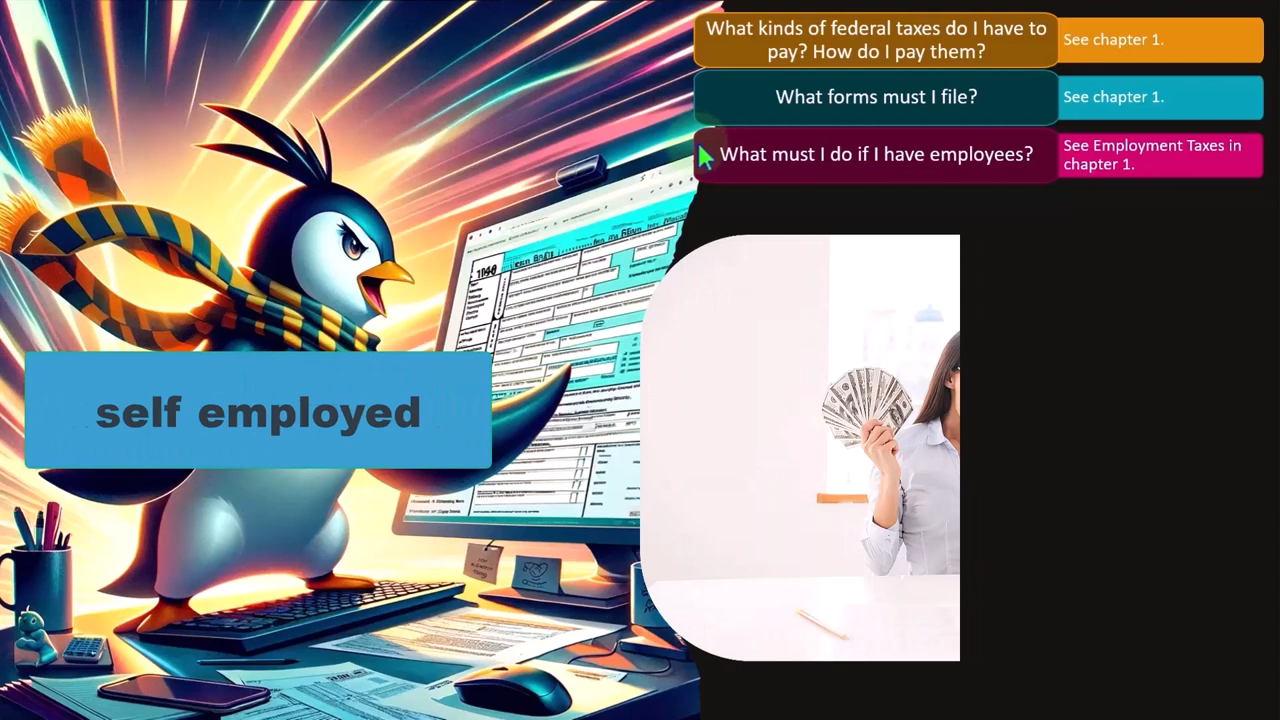 What kinds of federal taxes do I have to
pay? How do I pay them?
See chapter 1.
What forms must I file?
See chapter 1.
What must I do if I have employees?
See Employment Taxes in
chapter 1.
1040
self employed